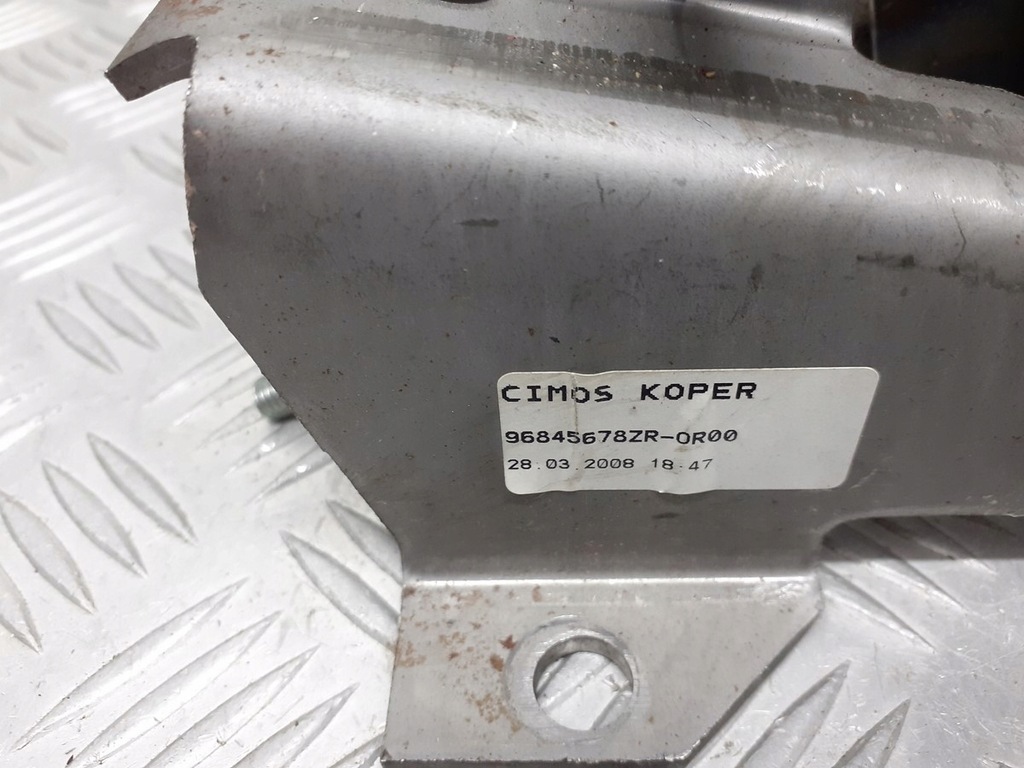 CIMOS KOPER
96845678ZR-0R00
28.03.2008 18.47